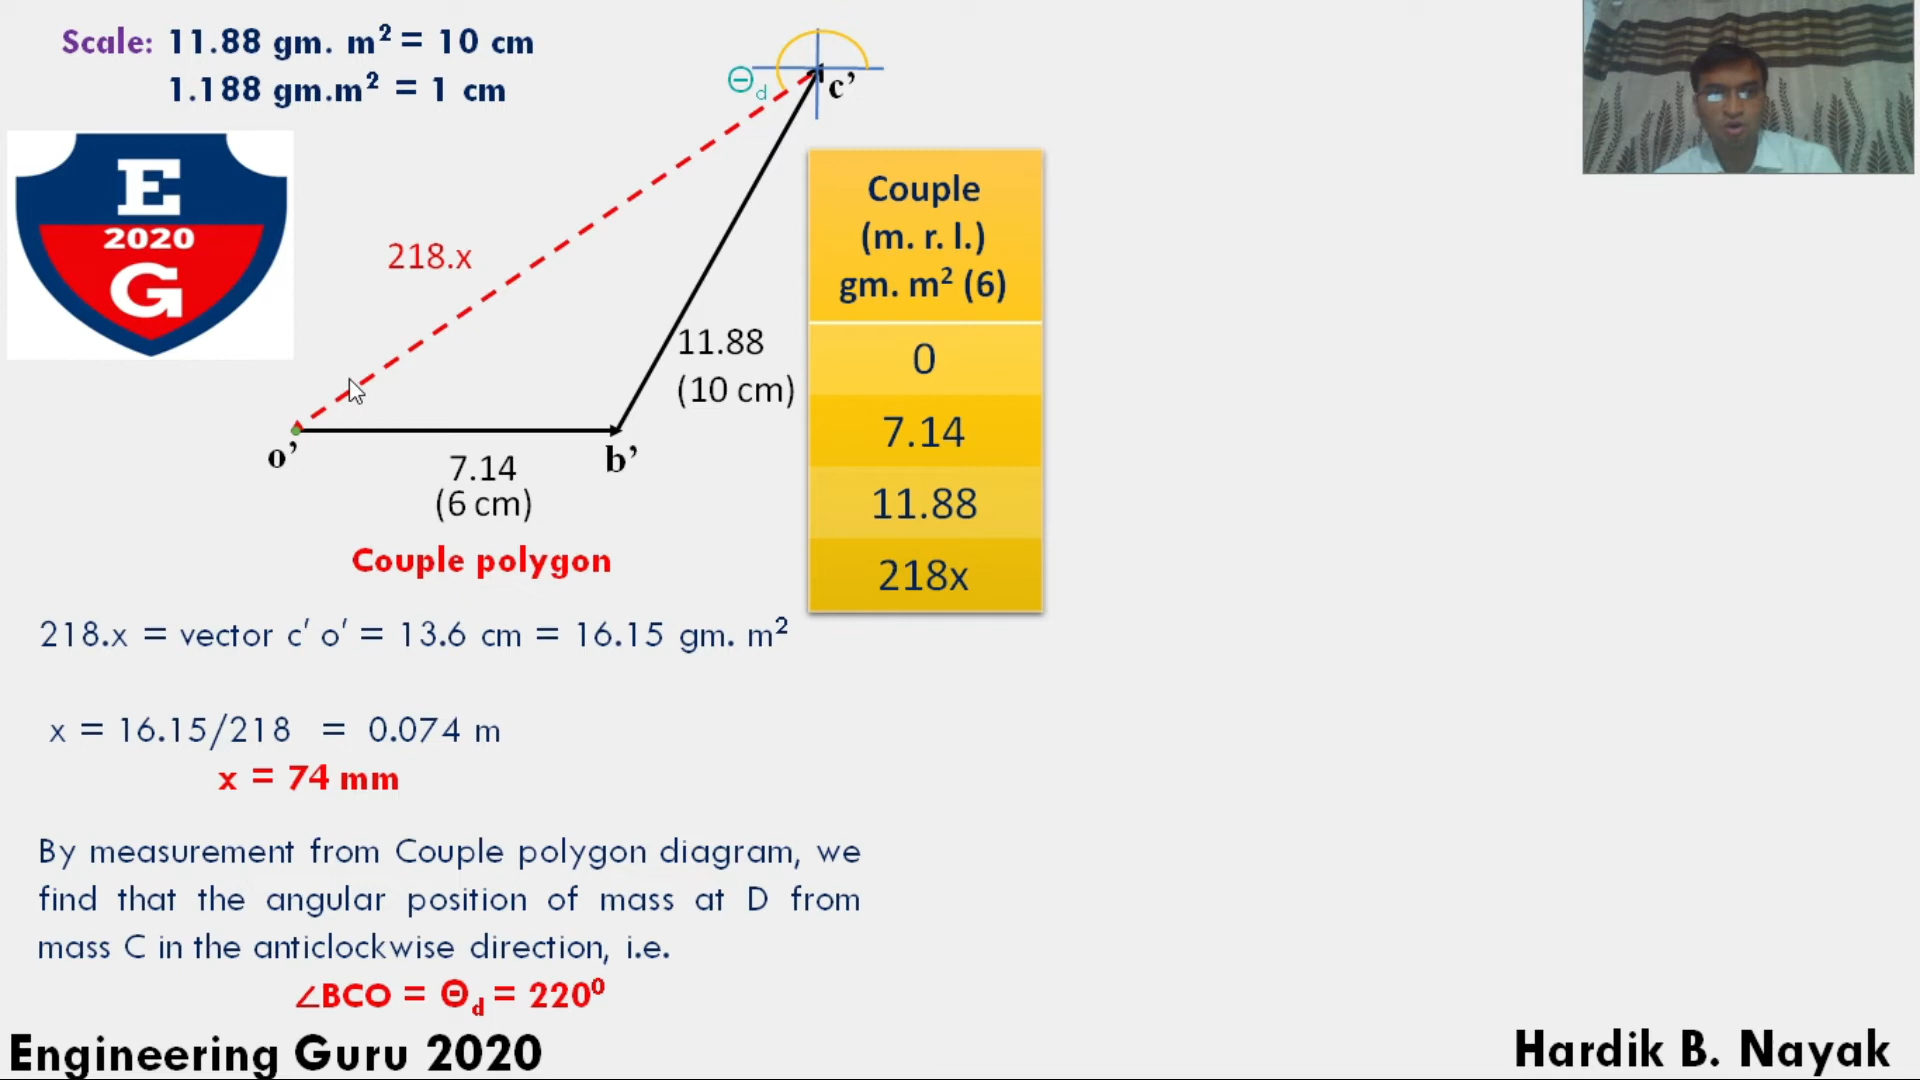 Scale: 11.88 gm. m² = 10 cm
1.188 gm.m² = 1 cm
E
2020
G
Θd
c’
218.x
11.88
(10 cm)
o’
b’
7.14
(6 cm)
Couple polygon
Couple
(m. r. l.)
gm. m² (6)
0
7.14
11.88
218x
218.x = vector c′ o′ = 13.6 cm = 16.15 gm. m²
x = 16.15/218 = 0.074 m
x = 74 mm
By measurement from Couple polygon diagram, we
find that the angular position of mass at D from
mass C in the anticlockwise direction, i.e.
∠BCO = Θd = 220⁰
Engineering Guru 2020
Hardik B. Nayak